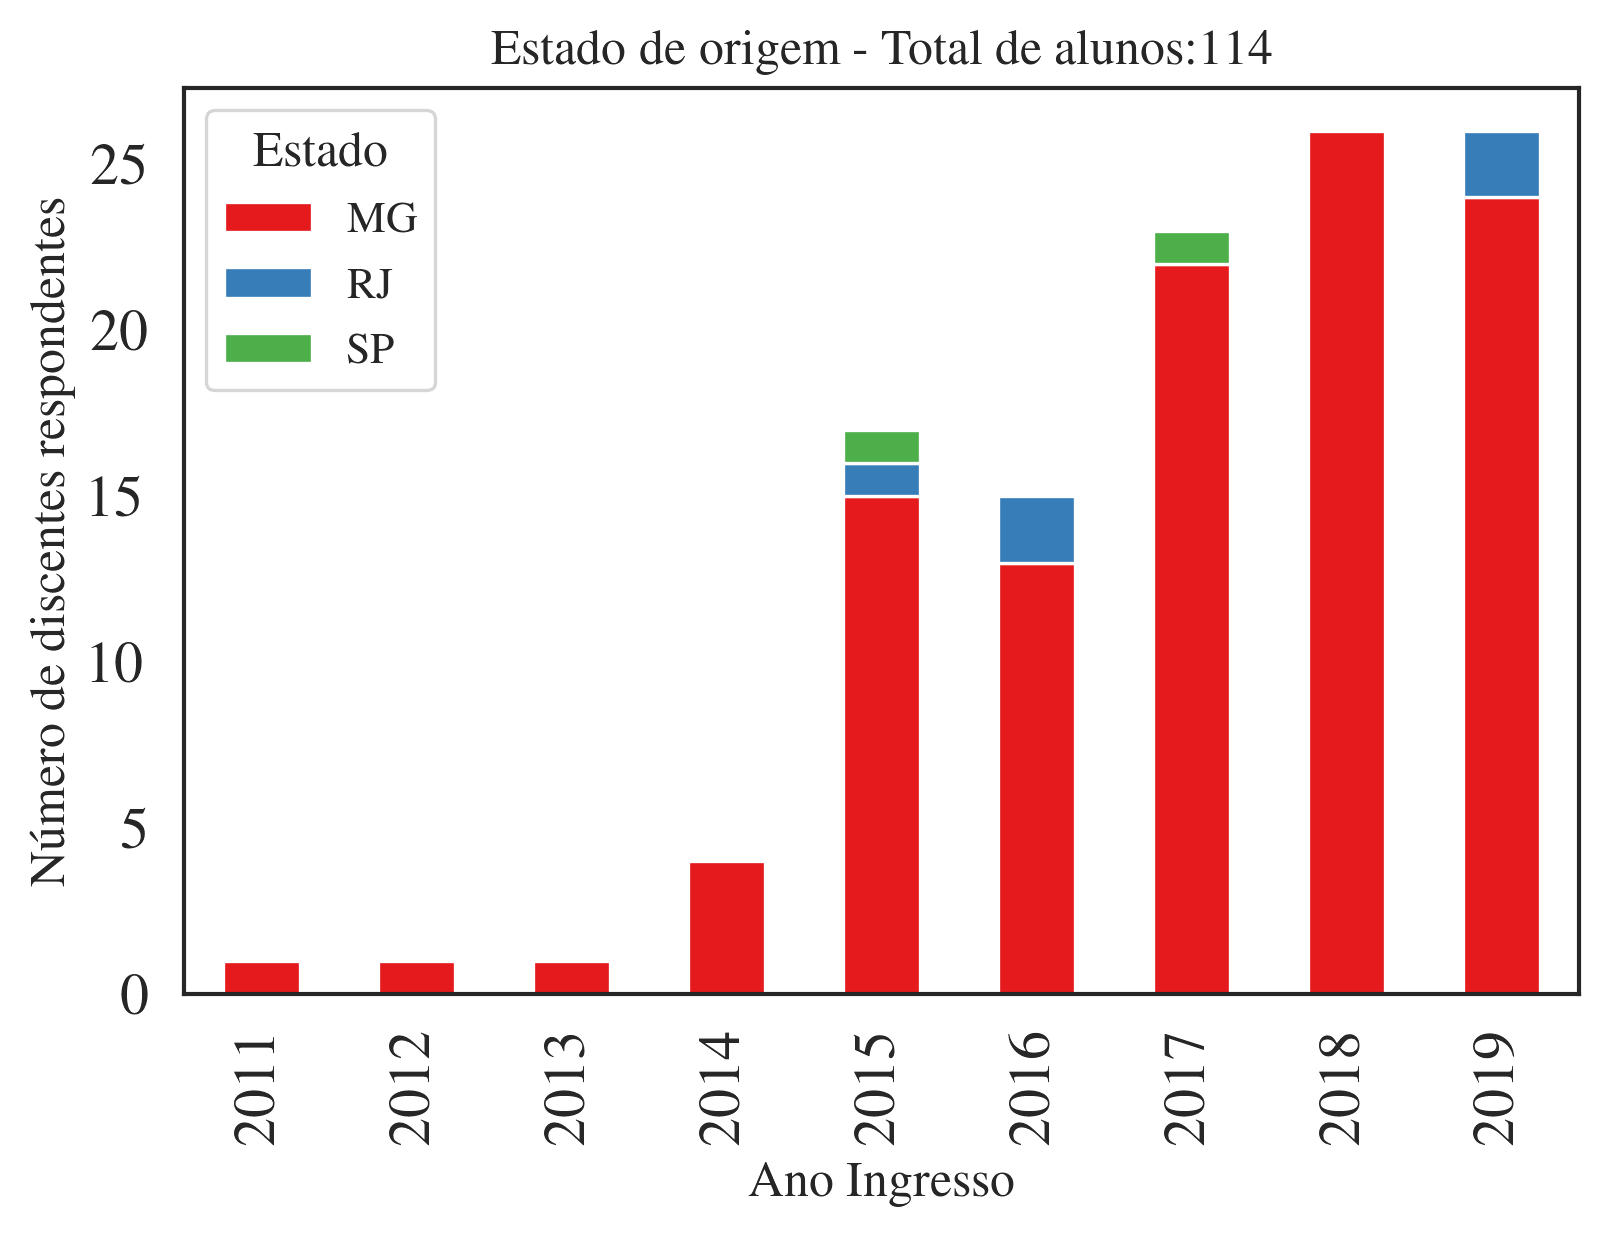 Estado de origem - Total de alunos:114
Estado
MG
RJ
SP
Número de discentes respondentes
25
20
15
10
5
0
2011
2012
2013
2014
2015
2016
2017
2018
2019
Ano Ingresso